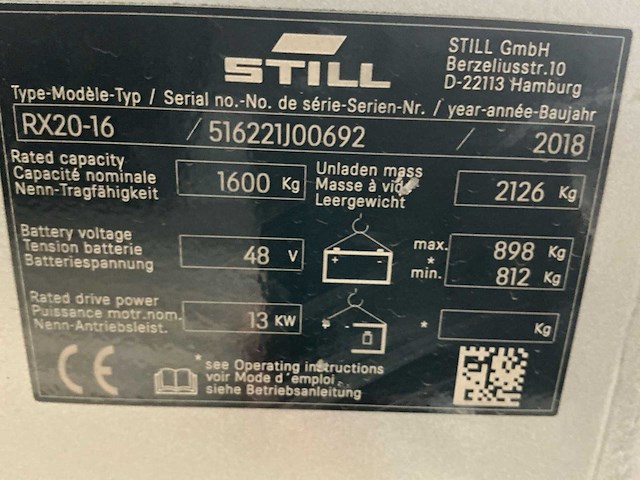 STILL
STILL GmbH
Berzeliusstr.10
D-22113 Hamburg
Type-Modèle-Typ / Serial no.-No. de série-Serien-Nr. / year-année-Baujahr
RX20-16 / 516221J00692 / 2018
Rated capacity
Capacité nominale
Nenn-Tragfähigkeit
1600 Kg
Unladen mass
Masse à vide
Leergewicht
2126 Kg
Battery voltage
Tension batterie
Batteriespannung
48 V
+ -
max. 898 Kg
*
min. 812 Kg
Rated drive power
Puissance motr.nom.
Nenn-Antriebsleist.
13 KW
* Kg
CE
*see Operating instructions
voir Mode d'emploi
siehe Betriebsanleitung